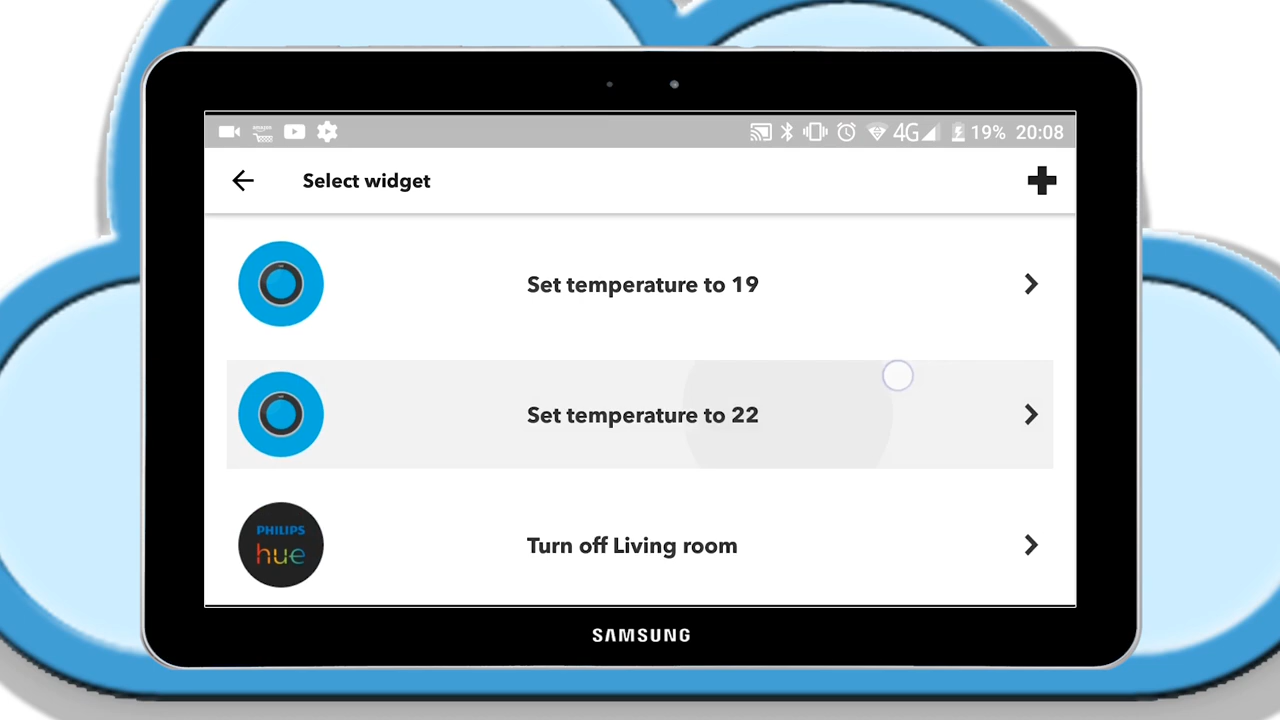 amazon
4G 19% 20:08
Select widget
Set temperature to 19
Set temperature to 22
PHILIPS
hue
Turn off Living room
SAMSUNG